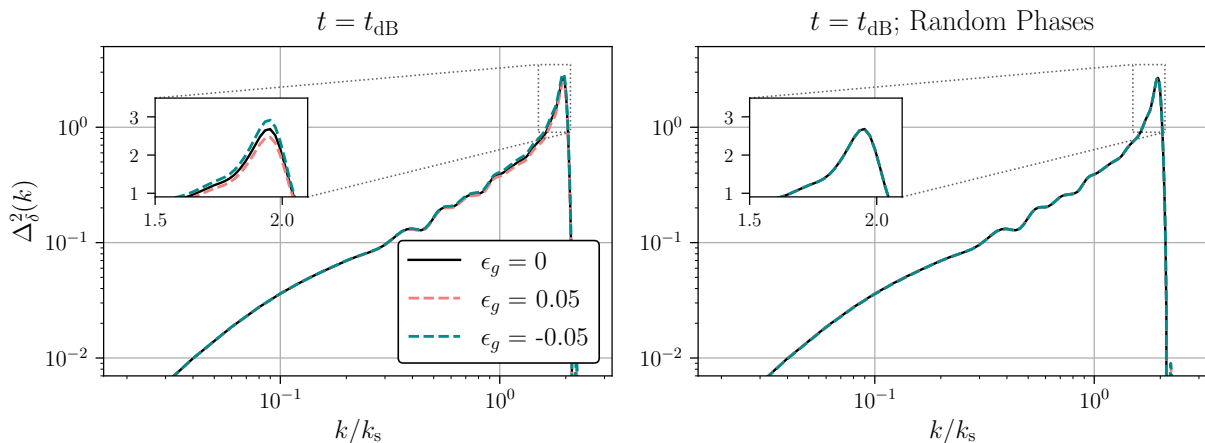 t = t_dB
t = t_dB; Random Phases
Δ²_δ(k)
10⁰
10⁻¹
10⁻²
3
2
1
1.5
2.0
ϵ_g = 0
ϵ_g = 0.05
ϵ_g = -0.05
10⁻¹
10⁰
k/k_s
3
2
1
1.5
2.0
10⁰
10⁻¹
10⁻²
10⁻¹
10⁰
k/k_s